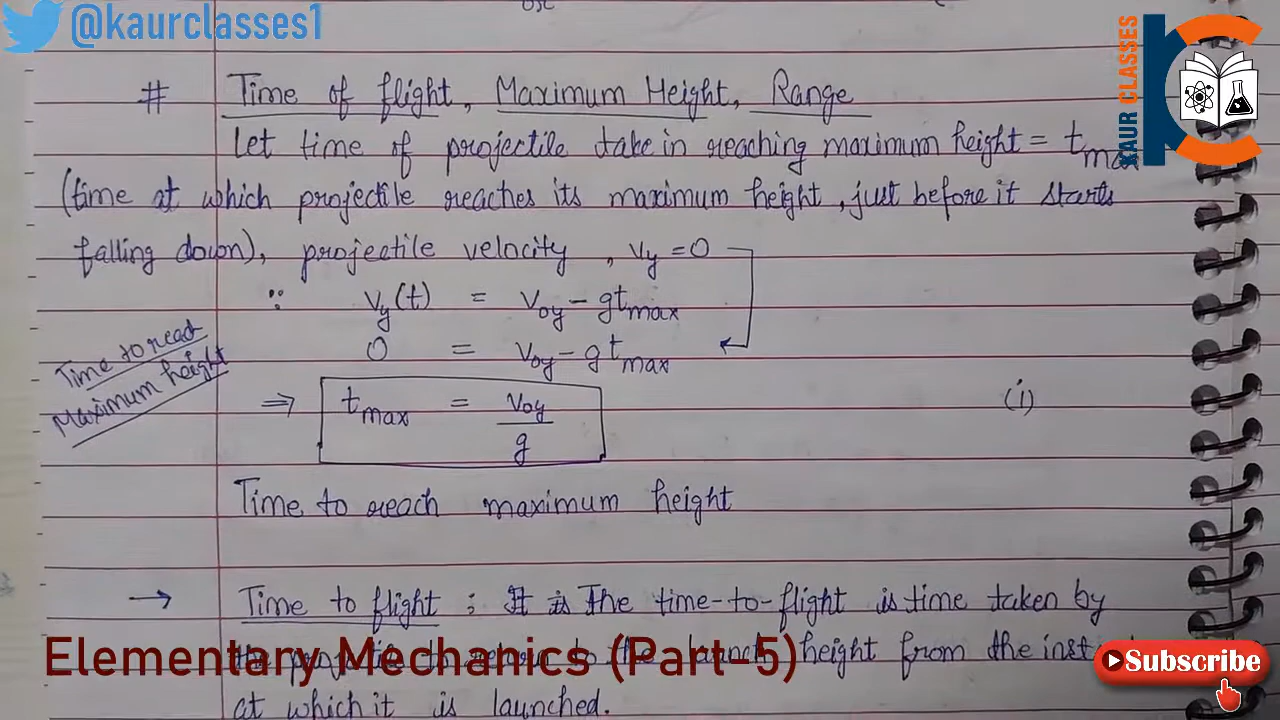 @kaurclasses1
KAUR CLASSES
# Time of flight, Maximum Height, Range
Let time of projectile take in reaching maximum height = tmax
(time at which projectile reaches its maximum height, just before it starts
falling down), projectile velocity, vy = 0
∵ vy(t) = voy - gtmax
0 = voy - gtmax
Time to reach
Maximum height
⇒ tmax = voy/g (i)
Time to reach maximum height
→ Time to flight : The time-to-flight is time taken by
Elementary Mechanics (Part-5)
to the launch height from the
Subscribe
at which it is launched.